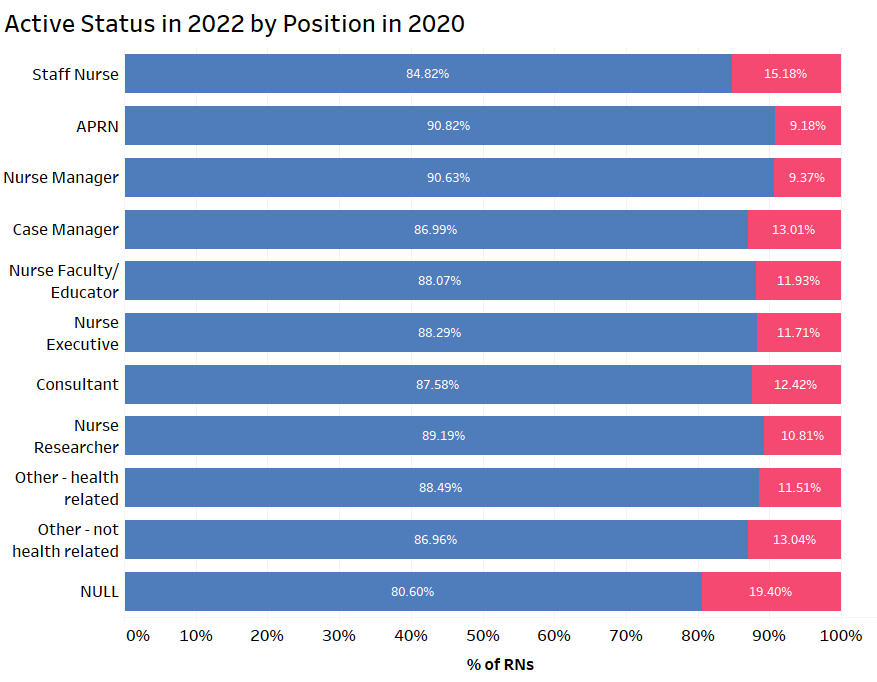 Active Status in 2022 by Position in 2020
Staff Nurse 84.82% 15.18%
APRN 90.82% 9.18%
Nurse Manager 90.63% 9.37%
Case Manager 86.99% 13.01%
Nurse Faculty/
Educator 88.07% 11.93%
Nurse
Executive 88.29% 11.71%
Consultant 87.58% 12.42%
Nurse
Researcher 89.19% 10.81%
Other - health
related 88.49% 11.51%
Other - not
health related 86.96% 13.04%
NULL 80.60% 19.40%
0% 10% 20% 30% 40% 50% 60% 70% 80% 90% 100%
% of RNs